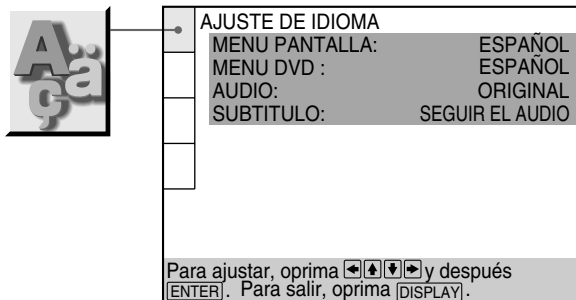 Aäç
AJUSTE DE IDIOMA
MENU PANTALLA: ESPAÑOL
MENU DVD : ESPAÑOL
AUDIO: ORIGINAL
SUBTITULO: SEGUIR EL AUDIO
Para ajustar, oprima ←↑↓→ y después
ENTER. Para salir, oprima DISPLAY.